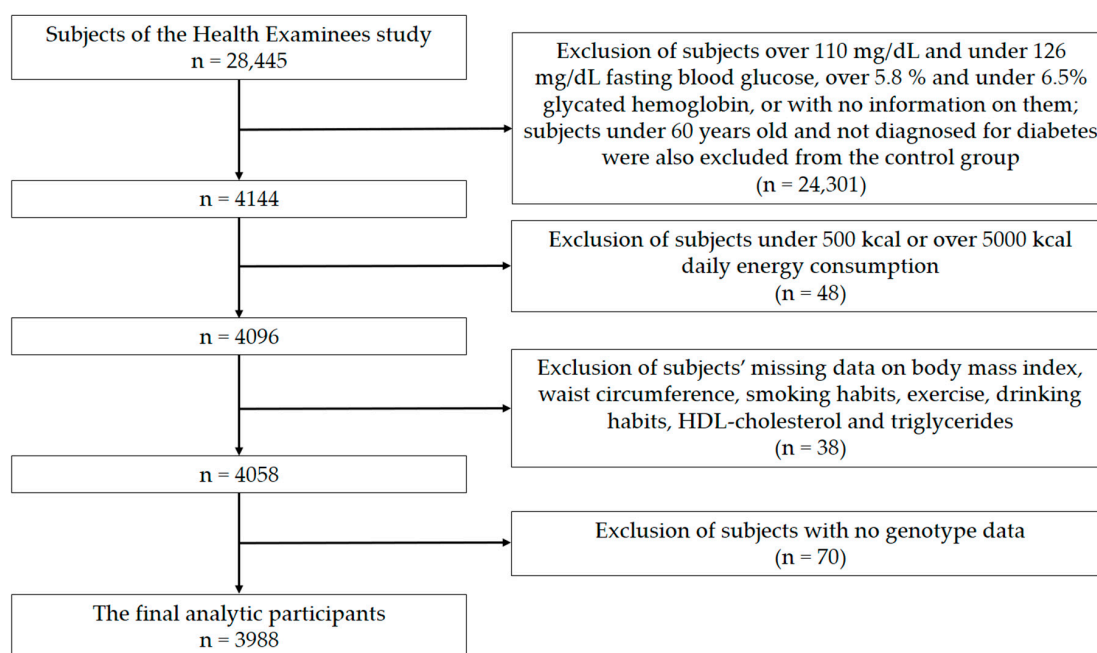 Subjects of the Health Examinees study
n = 28,445
Exclusion of subjects over 110 mg/dL and under 126
mg/dL fasting blood glucose, over 5.8 % and under 6.5%
glycated hemoglobin, or with no information on them;
subjects under 60 years old and not diagnosed for diabetes
were also excluded from the control group
(n = 24,301)
n = 4144
Exclusion of subjects under 500 kcal or over 5000 kcal
daily energy consumption
(n = 48)
n = 4096
Exclusion of subjects’ missing data on body mass index,
waist circumference, smoking habits, exercise, drinking
habits, HDL-cholesterol and triglycerides
(n = 38)
n = 4058
Exclusion of subjects with no genotype data
(n = 70)
The final analytic participants
n = 3988